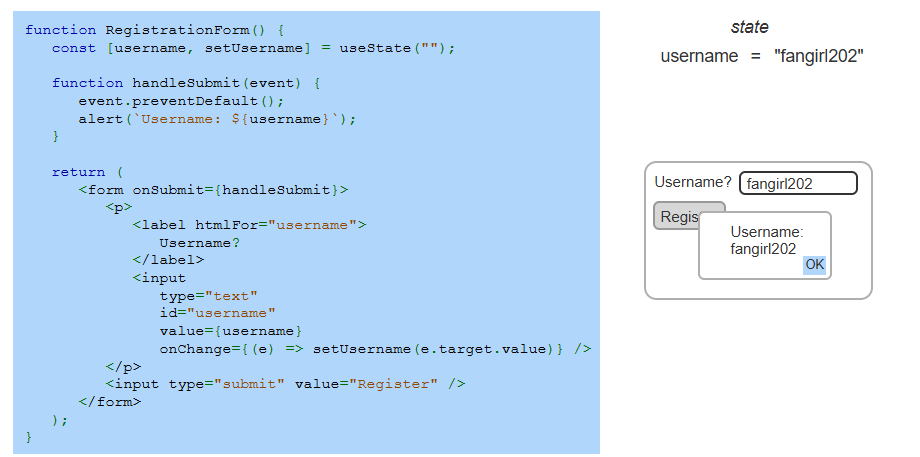 function RegistrationForm() {
   const [username, setUsername] = useState("");

   function handleSubmit(event) {
      event.preventDefault();
      alert(`Username: ${username}`);
   }

   return (
      <form onSubmit={handleSubmit}>
         <p>
            <label htmlFor="username">
               Username?
            </label>
            <input
               type="text"
               id="username"
               value={username}
               onChange={(e) => setUsername(e.target.value)} />
         </p>
         <input type="submit" value="Register" />
      </form>
   );
}
state
username = "fangirl202"
Username? fangirl202
Regis
Username:
fangirl202
OK